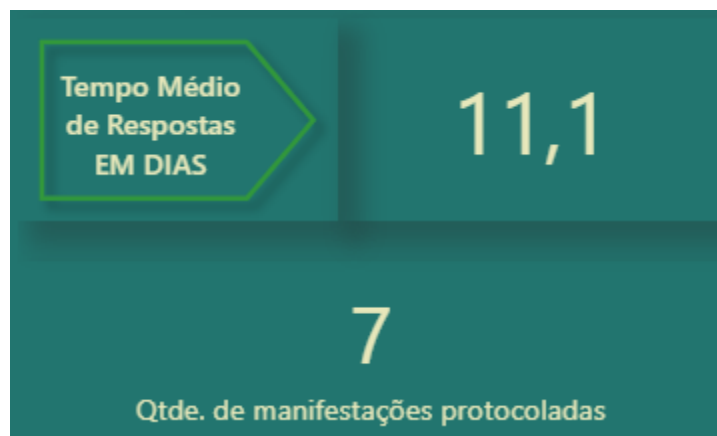 Tempo Médio
de Respostas
EM DIAS
11,1
7
Qtde. de manifestações protocoladas